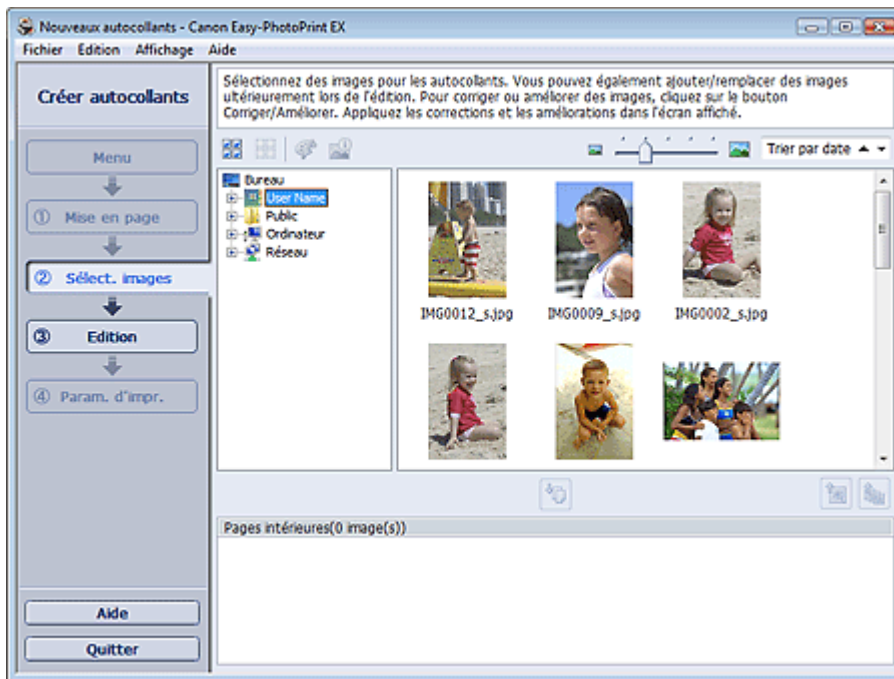 Nouveaux autocollants - Canon Easy-PhotoPrint EX
Fichier Edition Affichage Aide
Créer autocollants
Sélectionnez des images pour les autocollants. Vous pouvez également ajouter/remplacer des images
ultérieurement lors de l'édition. Pour corriger ou améliorer des images, cliquez sur le bouton
Corriger/Améliorer. Appliquez les corrections et les améliorations dans l'écran affiché.
Menu
① Mise en page
② Sélect. images
③ Edition
④ Param. d'impr.
Trier par date
Bureau
User Name
Public
Ordinateur
Réseau
IMG0012_s.jpg
IMG0009_s.jpg
IMG0002_s.jpg
Pages intérieures(0 image(s))
Aide
Quitter